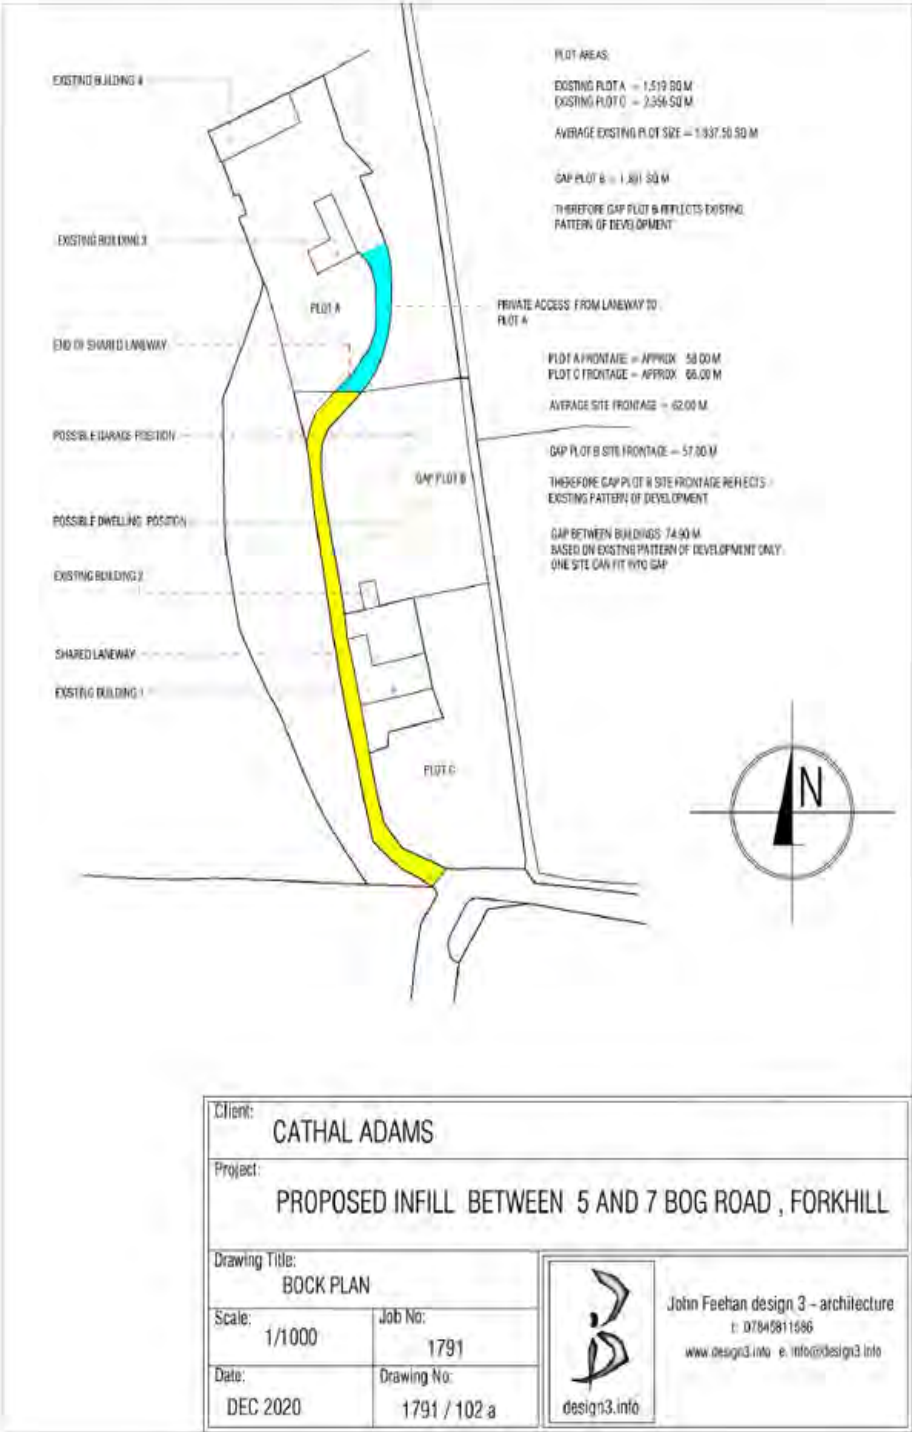 EXISTING BUILDING 4
EXISTING BUILDING 3
PLOT A
END OF SHARED LANEWAY
POSSIBLE GARAGE POSITION
GAP PLOT B
POSSIBLE DWELLING POSITION
EXISTING BUILDING 2
SHARED LANEWAY
EXISTING BUILDING 1
PLOT C
PLOT AREAS:
EXISTING PLOT A = 1,519 SQ M
EXISTING PLOT C = 2,356 SQ M
AVERAGE EXISTING PLOT SIZE = 1 937.50 SQ M
GAP PLOT B = SQ M
THEREFORE GAP PLOT B REFLECTS EXISTING
PATTERN OF DEVELOPMENT
PRIVATE ACCESS FROM LANEWAY TO
PLOT A
PLOT A FRONTAGE = APPROX 58.00 M
PLOT C FRONTAGE = APPROX 66.00 M
AVERAGE SITE FRONTAGE = 62.00 M
GAP PLOT B SITE FRONTAGE = 57.80 M
THEREFORE GAP PLOT B SITE FRONTAGE REFLECTS
EXISTING PATTERN OF DEVELOPMENT
GAP BETWEEN BUILDINGS 74.90 M
BASED ON EXISTING PATTERN OF DEVELOPMENT ONLY
ONE SITE CAN FIT INTO GAP
N
Client:
CATHAL ADAMS
Project:
PROPOSED INFILL BETWEEN 5 AND 7 BOG ROAD , FORKHILL
Drawing Title:
BOCK PLAN
Scale:
1/1000
Job No:
1791
Date:
DEC 2020
Drawing No:
1791 / 102 a
design3.info
John Feehan design 3 - architecture
t: 07845811586
www.design3.info e. info@design3.info